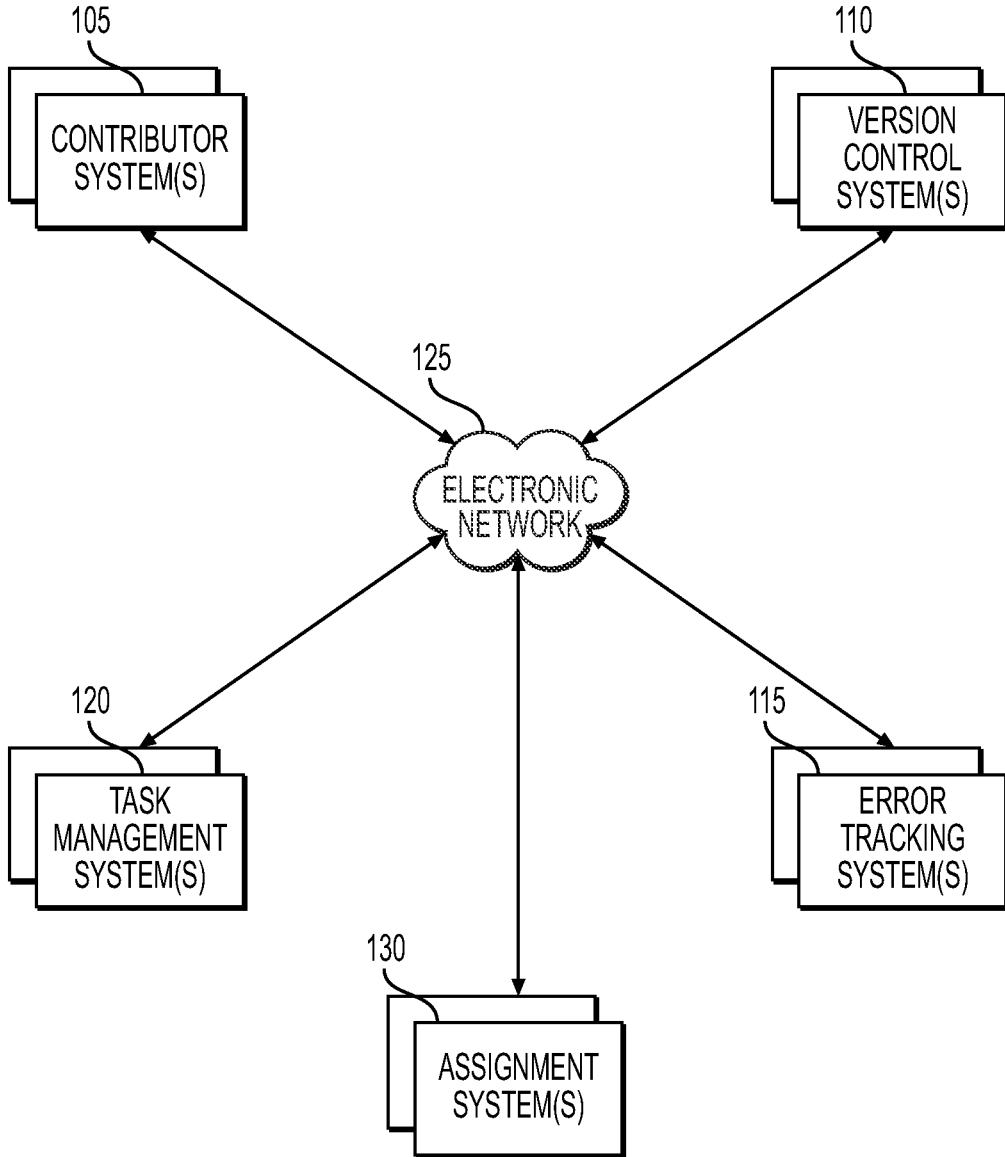 105
CONTRIBUTOR
SYSTEM(S)
110
VERSION
CONTROL
SYSTEM(S)
125
ELECTRONIC
NETWORK
120
TASK
MANAGEMENT
SYSTEM(S)
115
ERROR
TRACKING
SYSTEM(S)
130
ASSIGNMENT
SYSTEM(S)